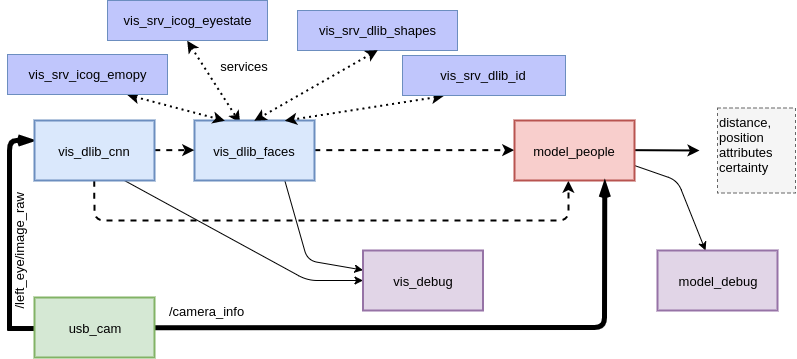 vis_srv_icog_eyestate
vis_srv_dlib_shapes
services
vis_srv_icog_emopy
vis_srv_dlib_id
vis_dlib_cnn
vis_dlib_faces
model_people
distance,
position
attributes
certainty
/left_eye/image_raw
vis_debug
model_debug
/camera_info
usb_cam